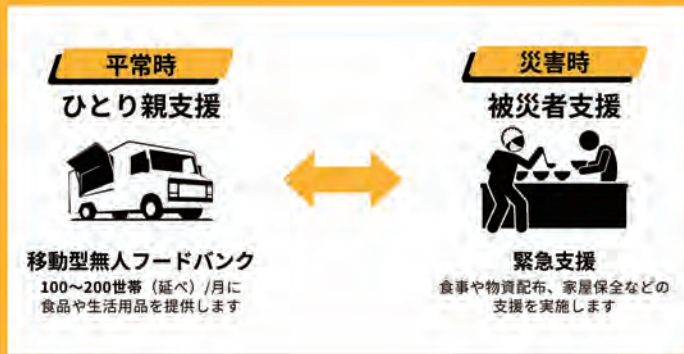 平常時
ひとり親支援
移動型無人フードバンク
100〜200世帯（延べ）/月に
食品や生活用品を提供します
災害時
被災者支援
緊急支援
食事や物資配布、家屋保全などの
支援を実施します